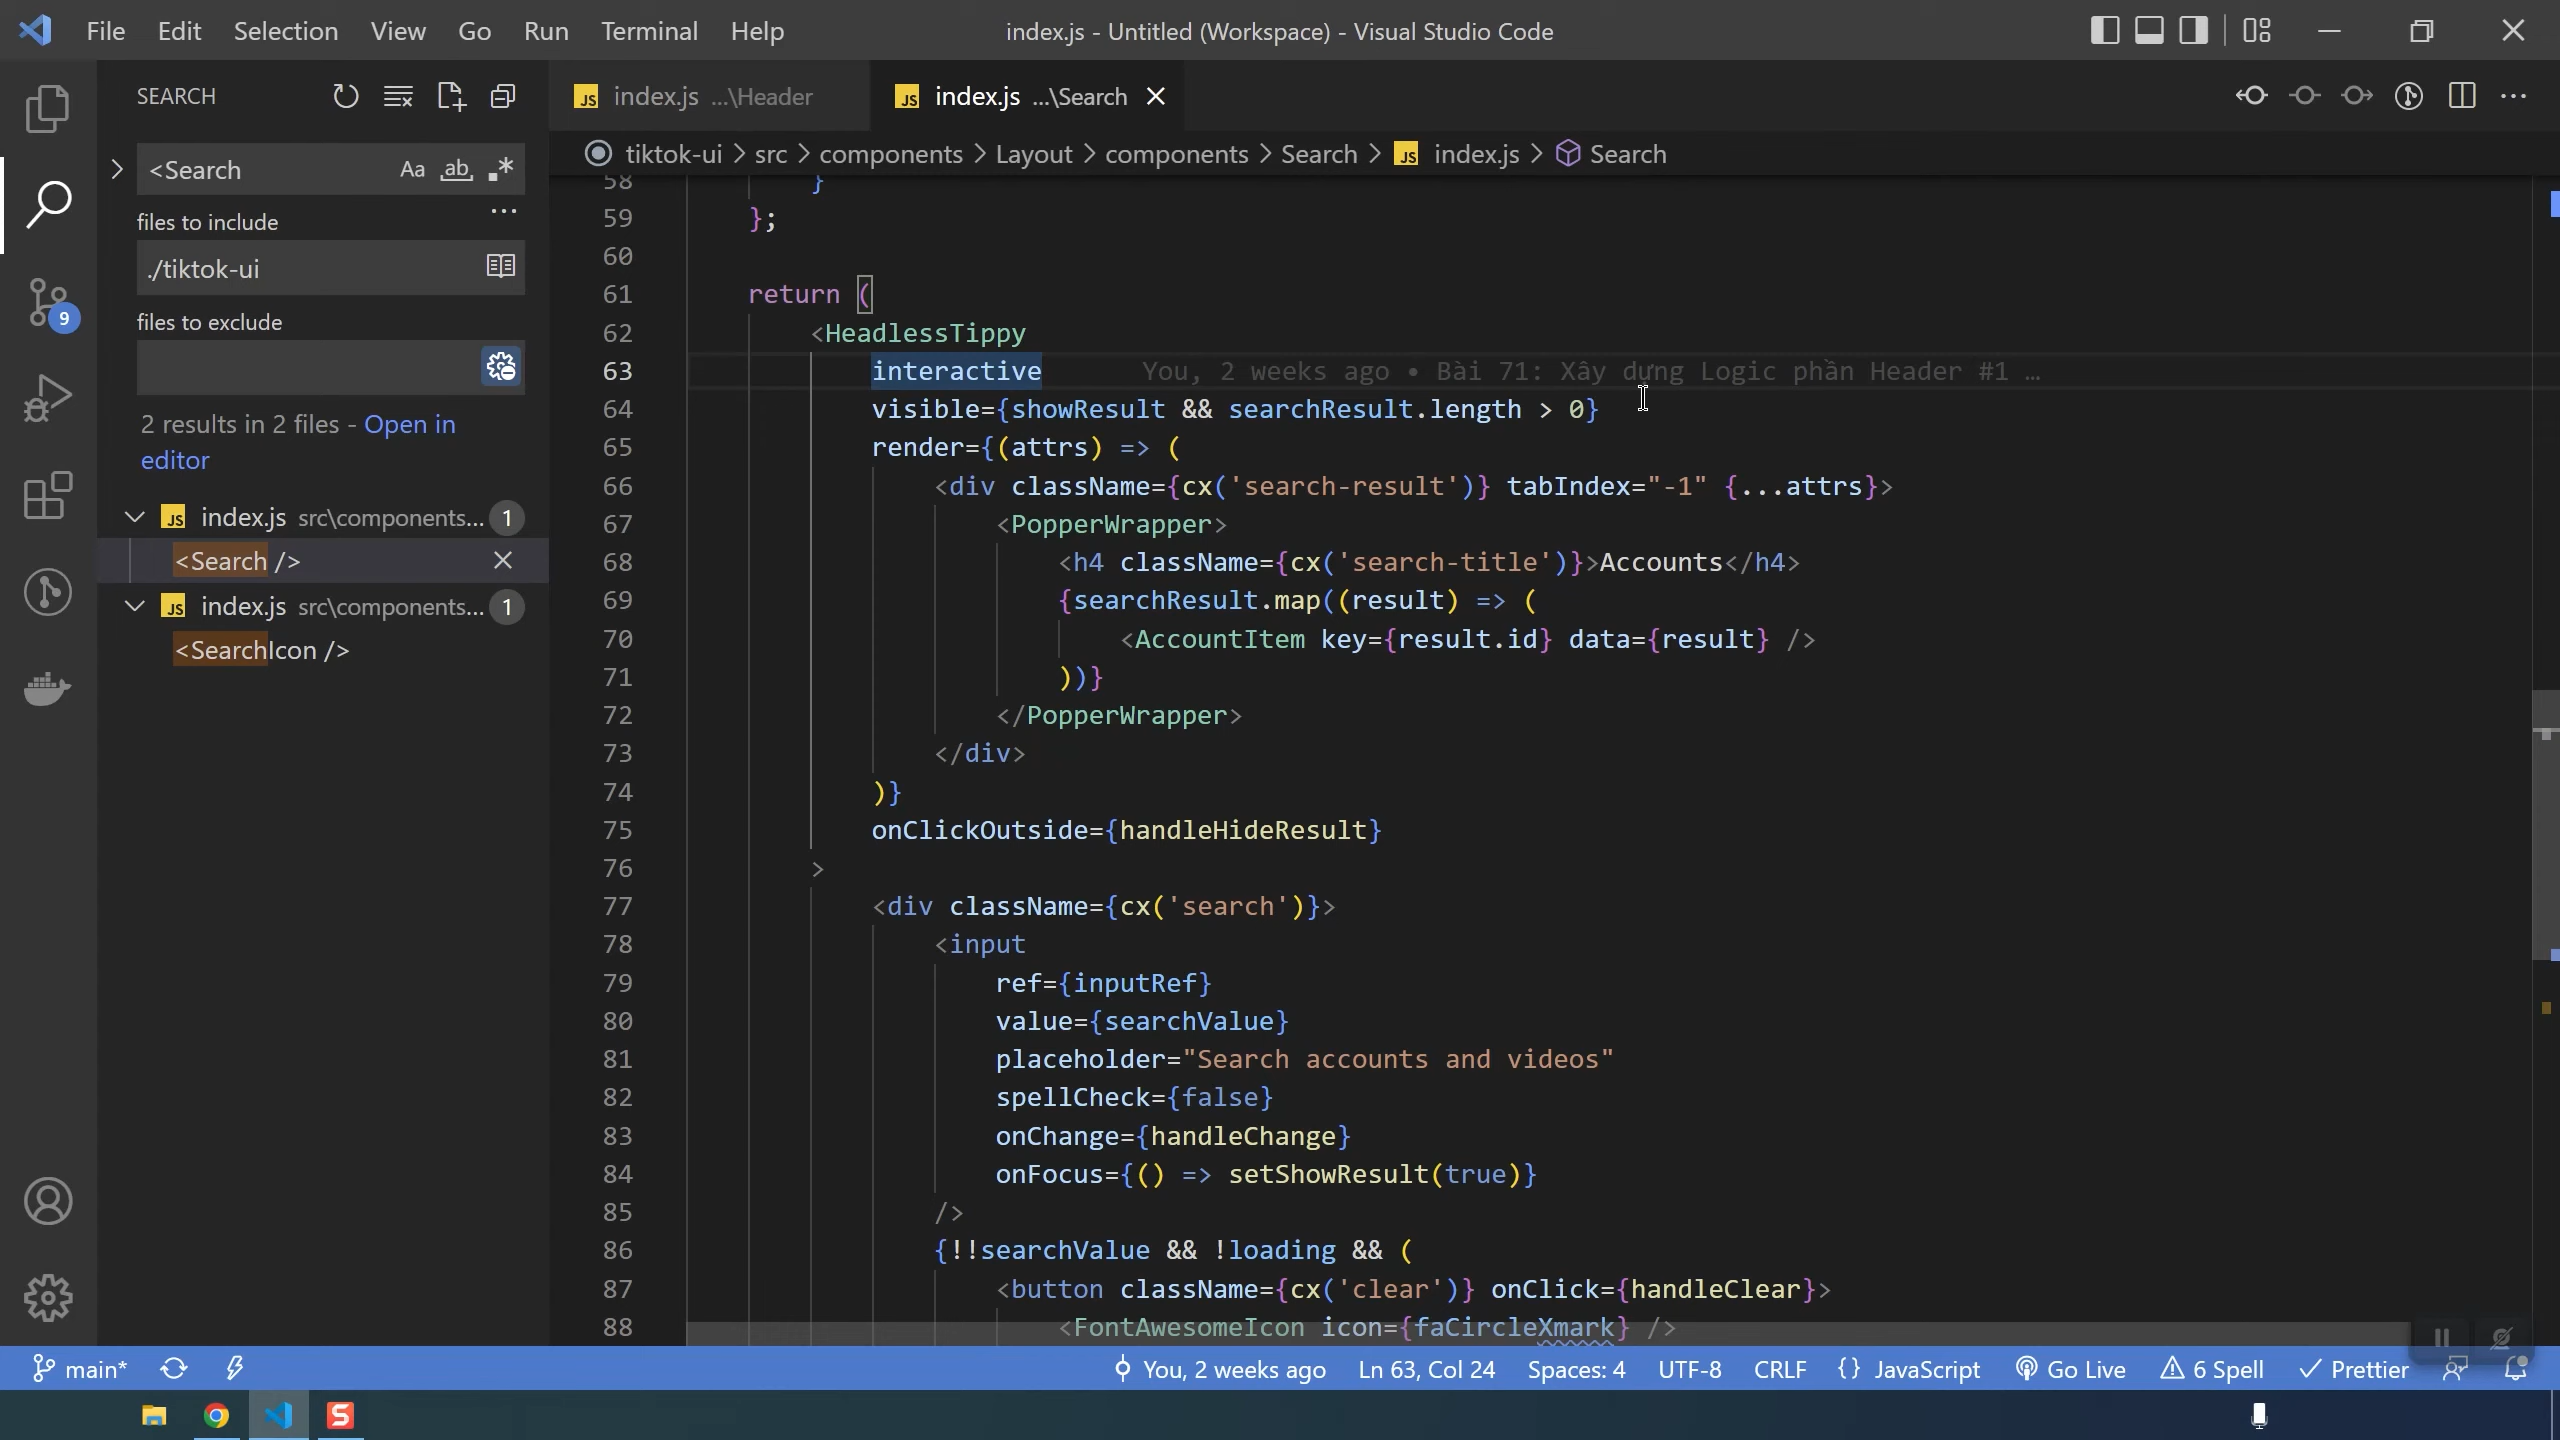 File Edit Selection View Go Run Terminal Help
index.js - Untitled (Workspace) - Visual Studio Code
SEARCH
<Search
Aa ab .*
files to include
...
./tiktok-ui
files to exclude
2 results in 2 files - Open in
editor
JS index.js src\components... 1
<Search />
JS index.js src\components... 1
<SearchIcon />
9
JS index.js ...\Header
JS index.js ...\Search
tiktok-ui > src > components > Layout > components > Search > JS index.js > Search
58 }
59 };
60
61 return (
62 <HeadlessTippy
63 interactive You, 2 weeks ago • Bài 71: Xây dựng Logic phần Header #1 …
64 visible={showResult && searchResult.length > 0}
65 render={(attrs) => (
66 <div className={cx('search-result')} tabIndex="-1" {...attrs}>
67 <PopperWrapper>
68 <h4 className={cx('search-title')}>Accounts</h4>
69 {searchResult.map((result) => (
70 <AccountItem key={result.id} data={result} />
71 ))}
72 </PopperWrapper>
73 </div>
74 )}
75 onClickOutside={handleHideResult}
76 >
77 <div className={cx('search')}>
78 <input
79 ref={inputRef}
80 value={searchValue}
81 placeholder="Search accounts and videos"
82 spellCheck={false}
83 onChange={handleChange}
84 onFocus={() => setShowResult(true)}
85 />
86 {!!searchValue && !loading && (
87 <button className={cx('clear')} onClick={handleClear}>
88 <FontAwesomeIcon icon={faCircleXmark} />
main* You, 2 weeks ago Ln 63, Col 24 Spaces: 4 UTF-8 CRLF {} JavaScript Go Live 6 Spell Prettier
S